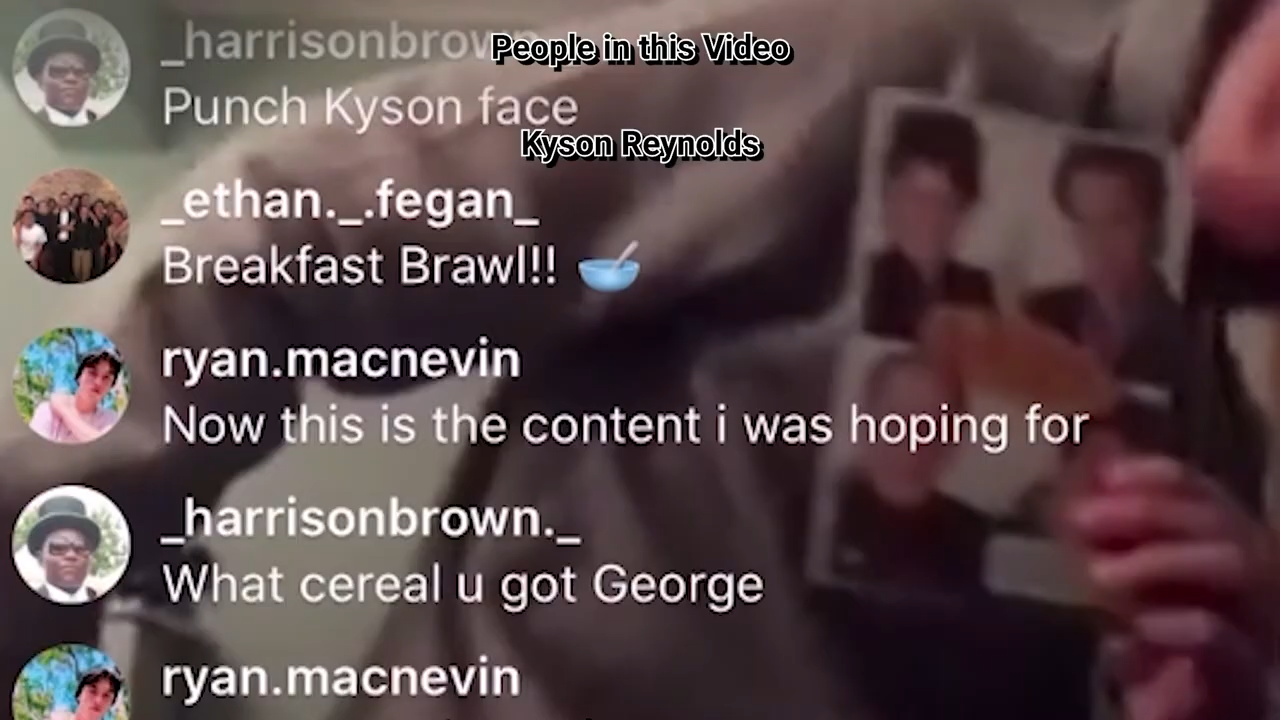 _harrisonbrow
People in this Video
Punch Kyson face
Kyson Reynolds
_ethan._.fegan_
Breakfast Brawl!! 🥣
ryan.macnevin
Now this is the content i was hoping for
_harrisonbrown._
What cereal u got George
ryan.macnevin